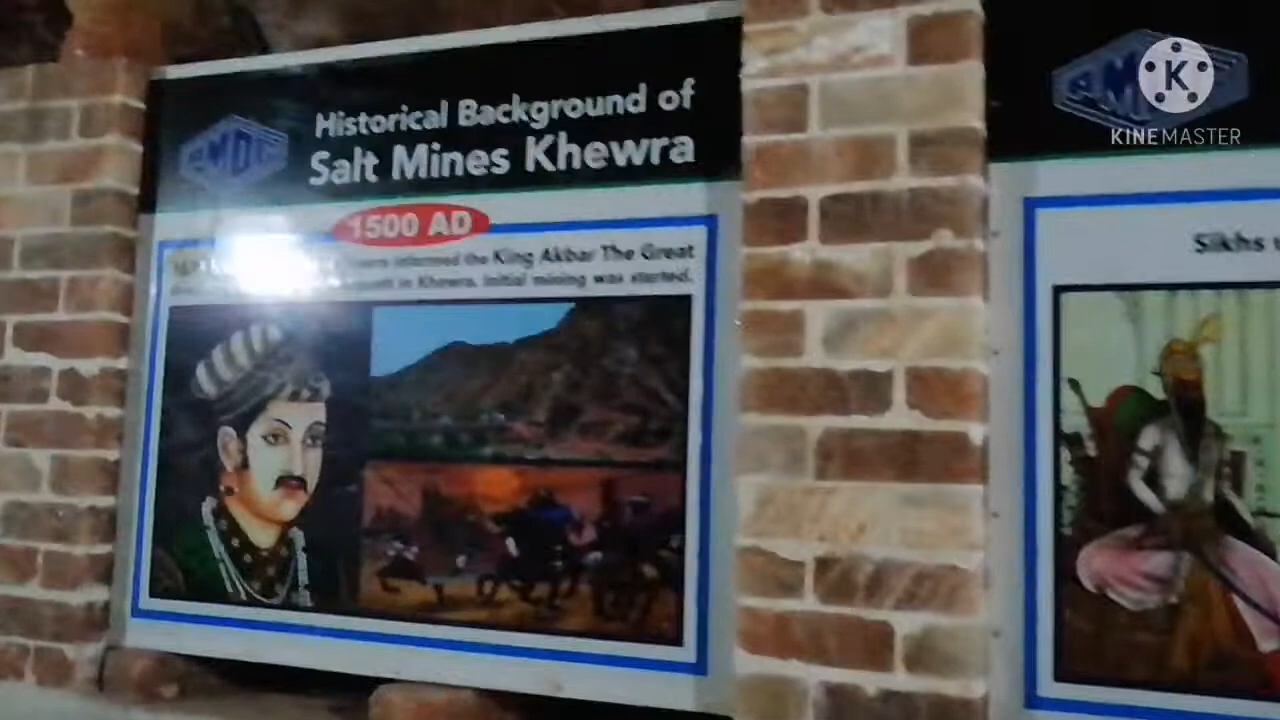 PMDC
Historical Background of
Salt Mines Khewra
1500 AD
informed the King Akbar The Great
in Khewra. Initial mining was started.
Sikhs
K
KINEMASTER